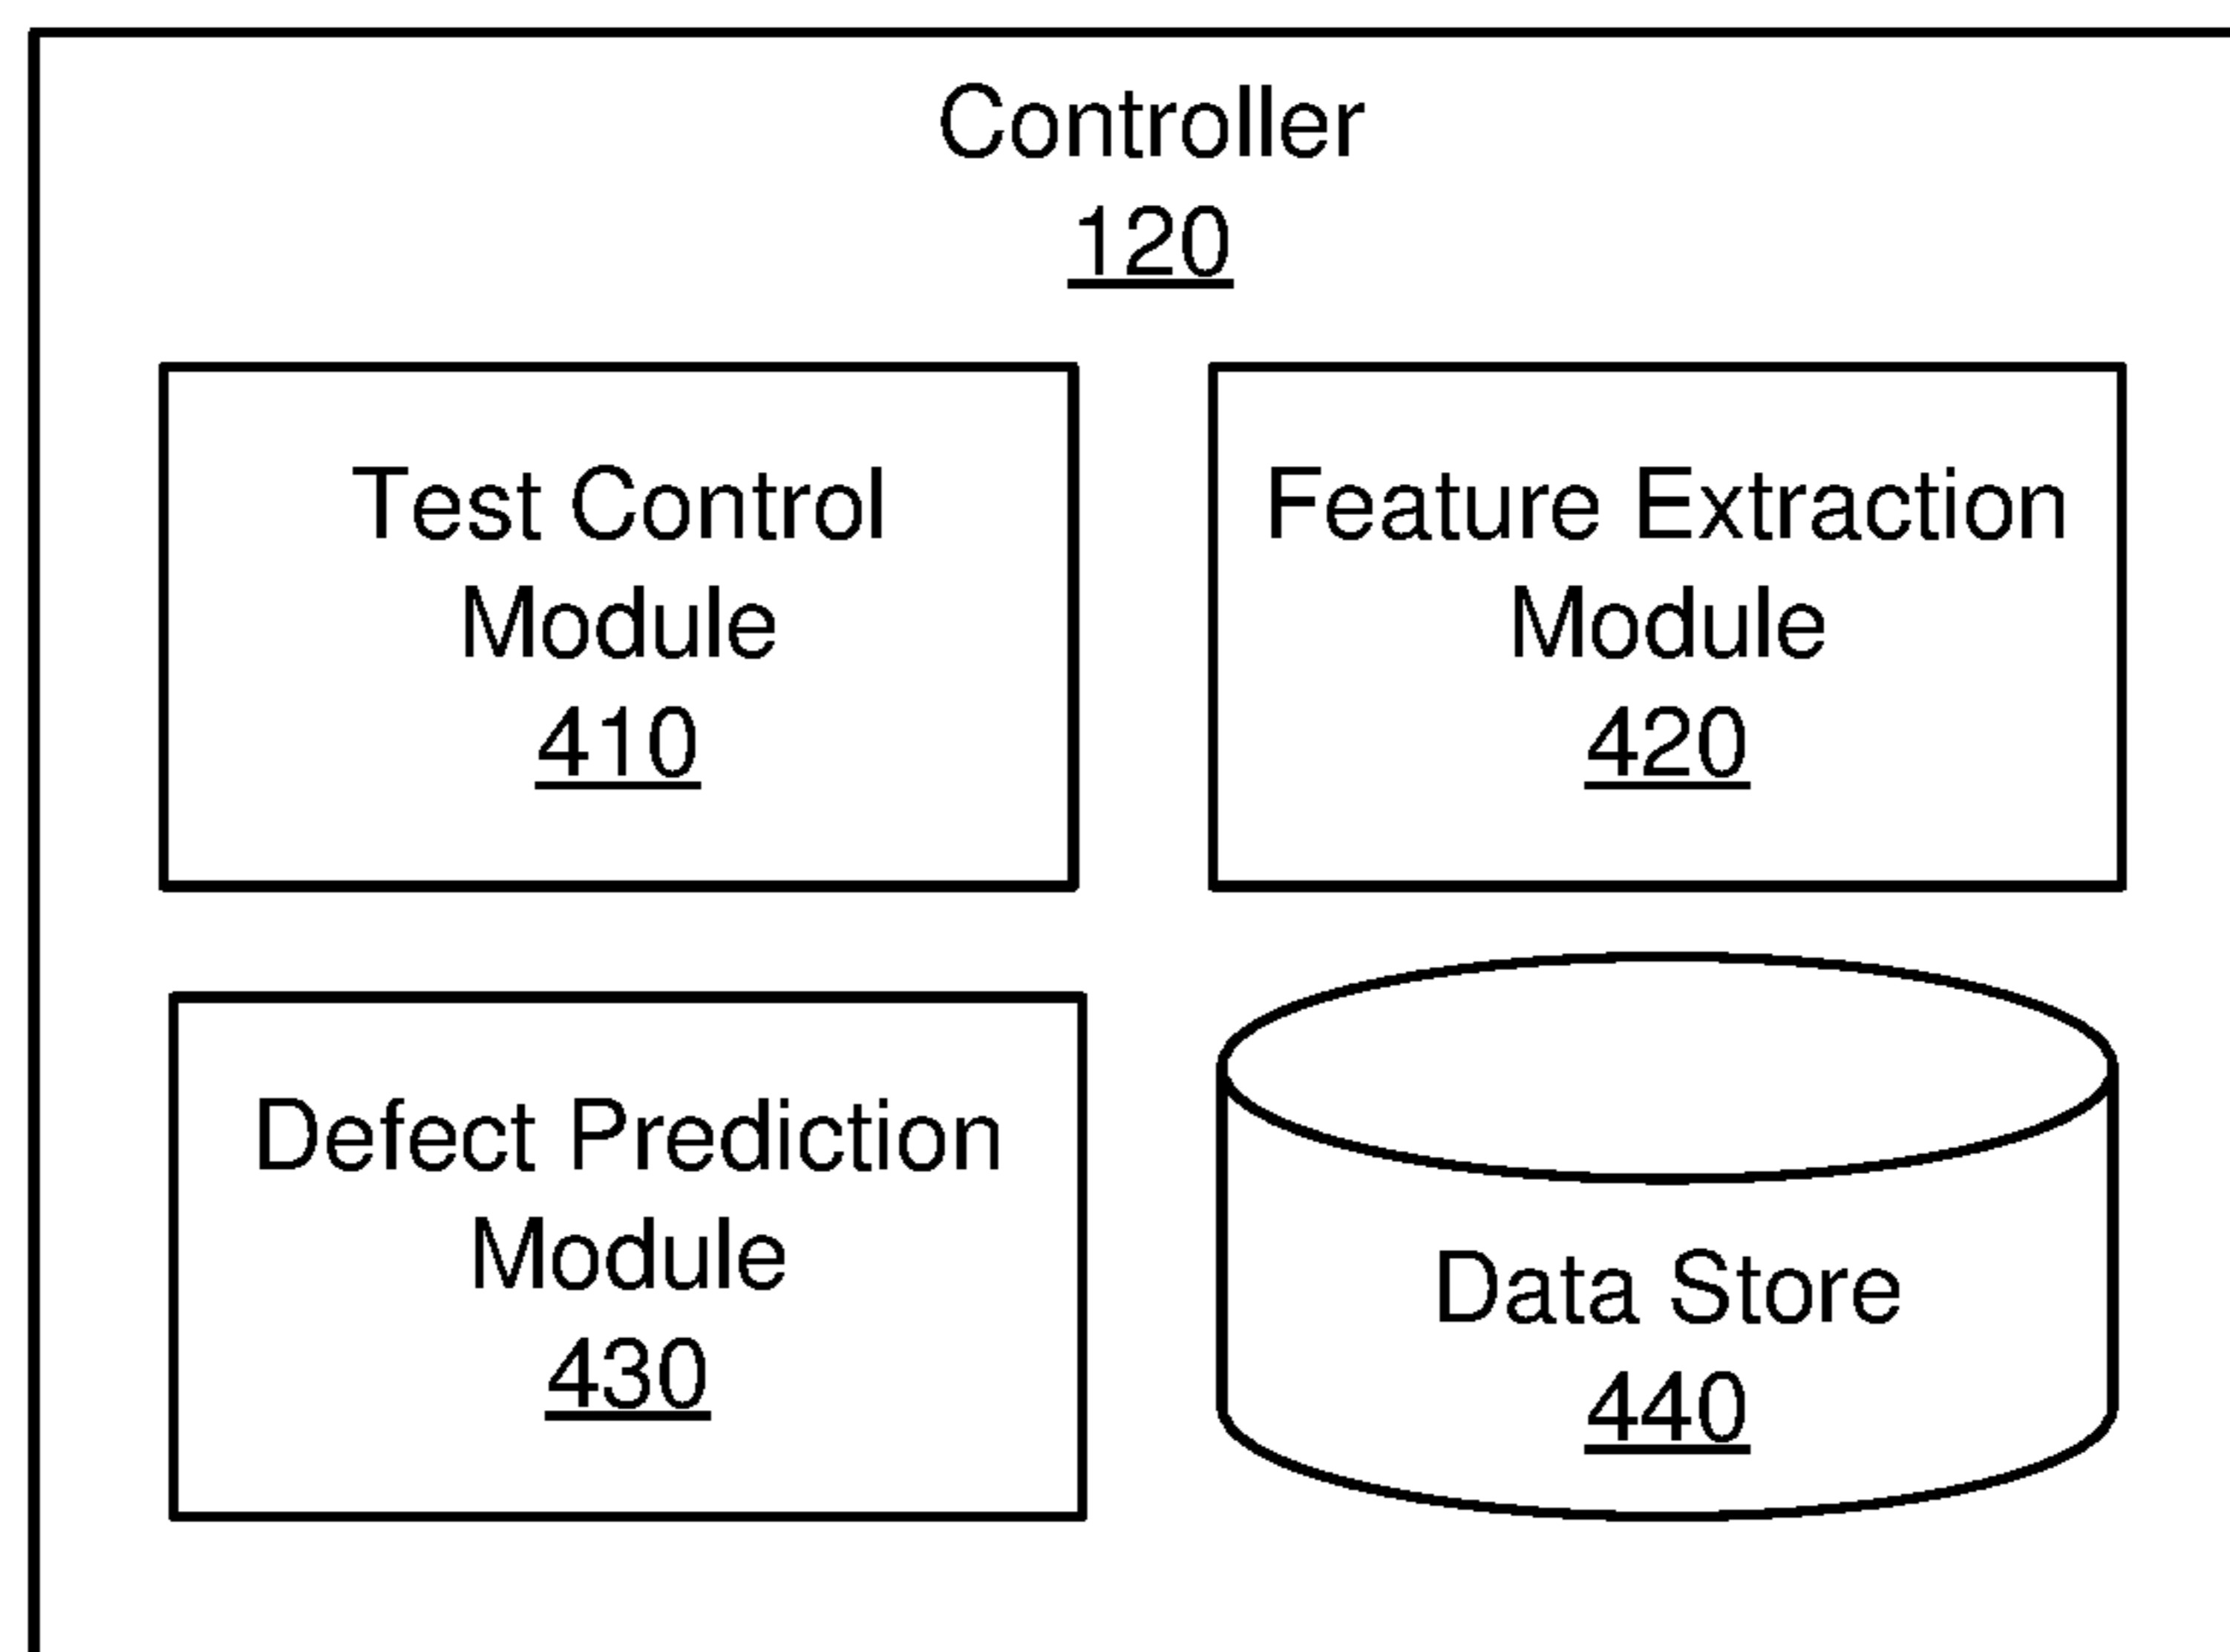 Controller
120
Test Control
Module
410
Feature Extraction
Module
420
Defect Prediction
Module
430
Data Store
440